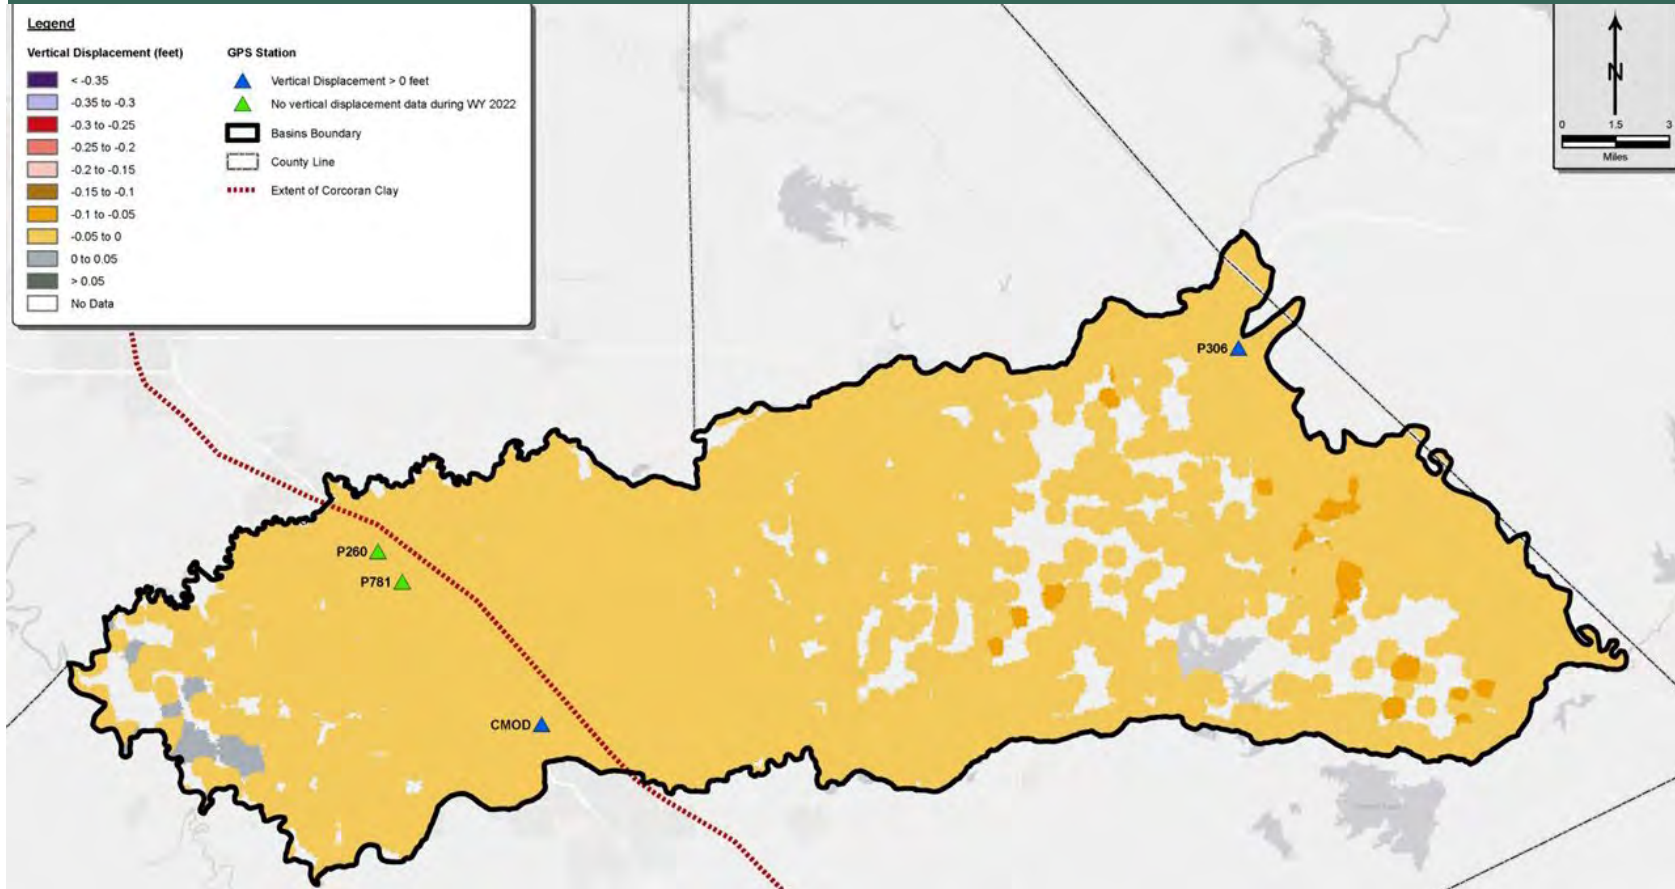 Legend
Vertical Displacement (feet)
< -0.35
-0.35 to -0.3
-0.3 to -0.25
-0.25 to -0.2
-0.2 to -0.15
-0.15 to -0.1
-0.1 to -0.05
-0.05 to 0
0 to 0.05
> 0.05
No Data
GPS Station
Vertical Displacement > 0 feet
No vertical displacement data during WY 2022
Basins Boundary
County Line
Extent of Corcoran Clay
N
0 1.5 3
Miles
P306
P260
P781
CMOD